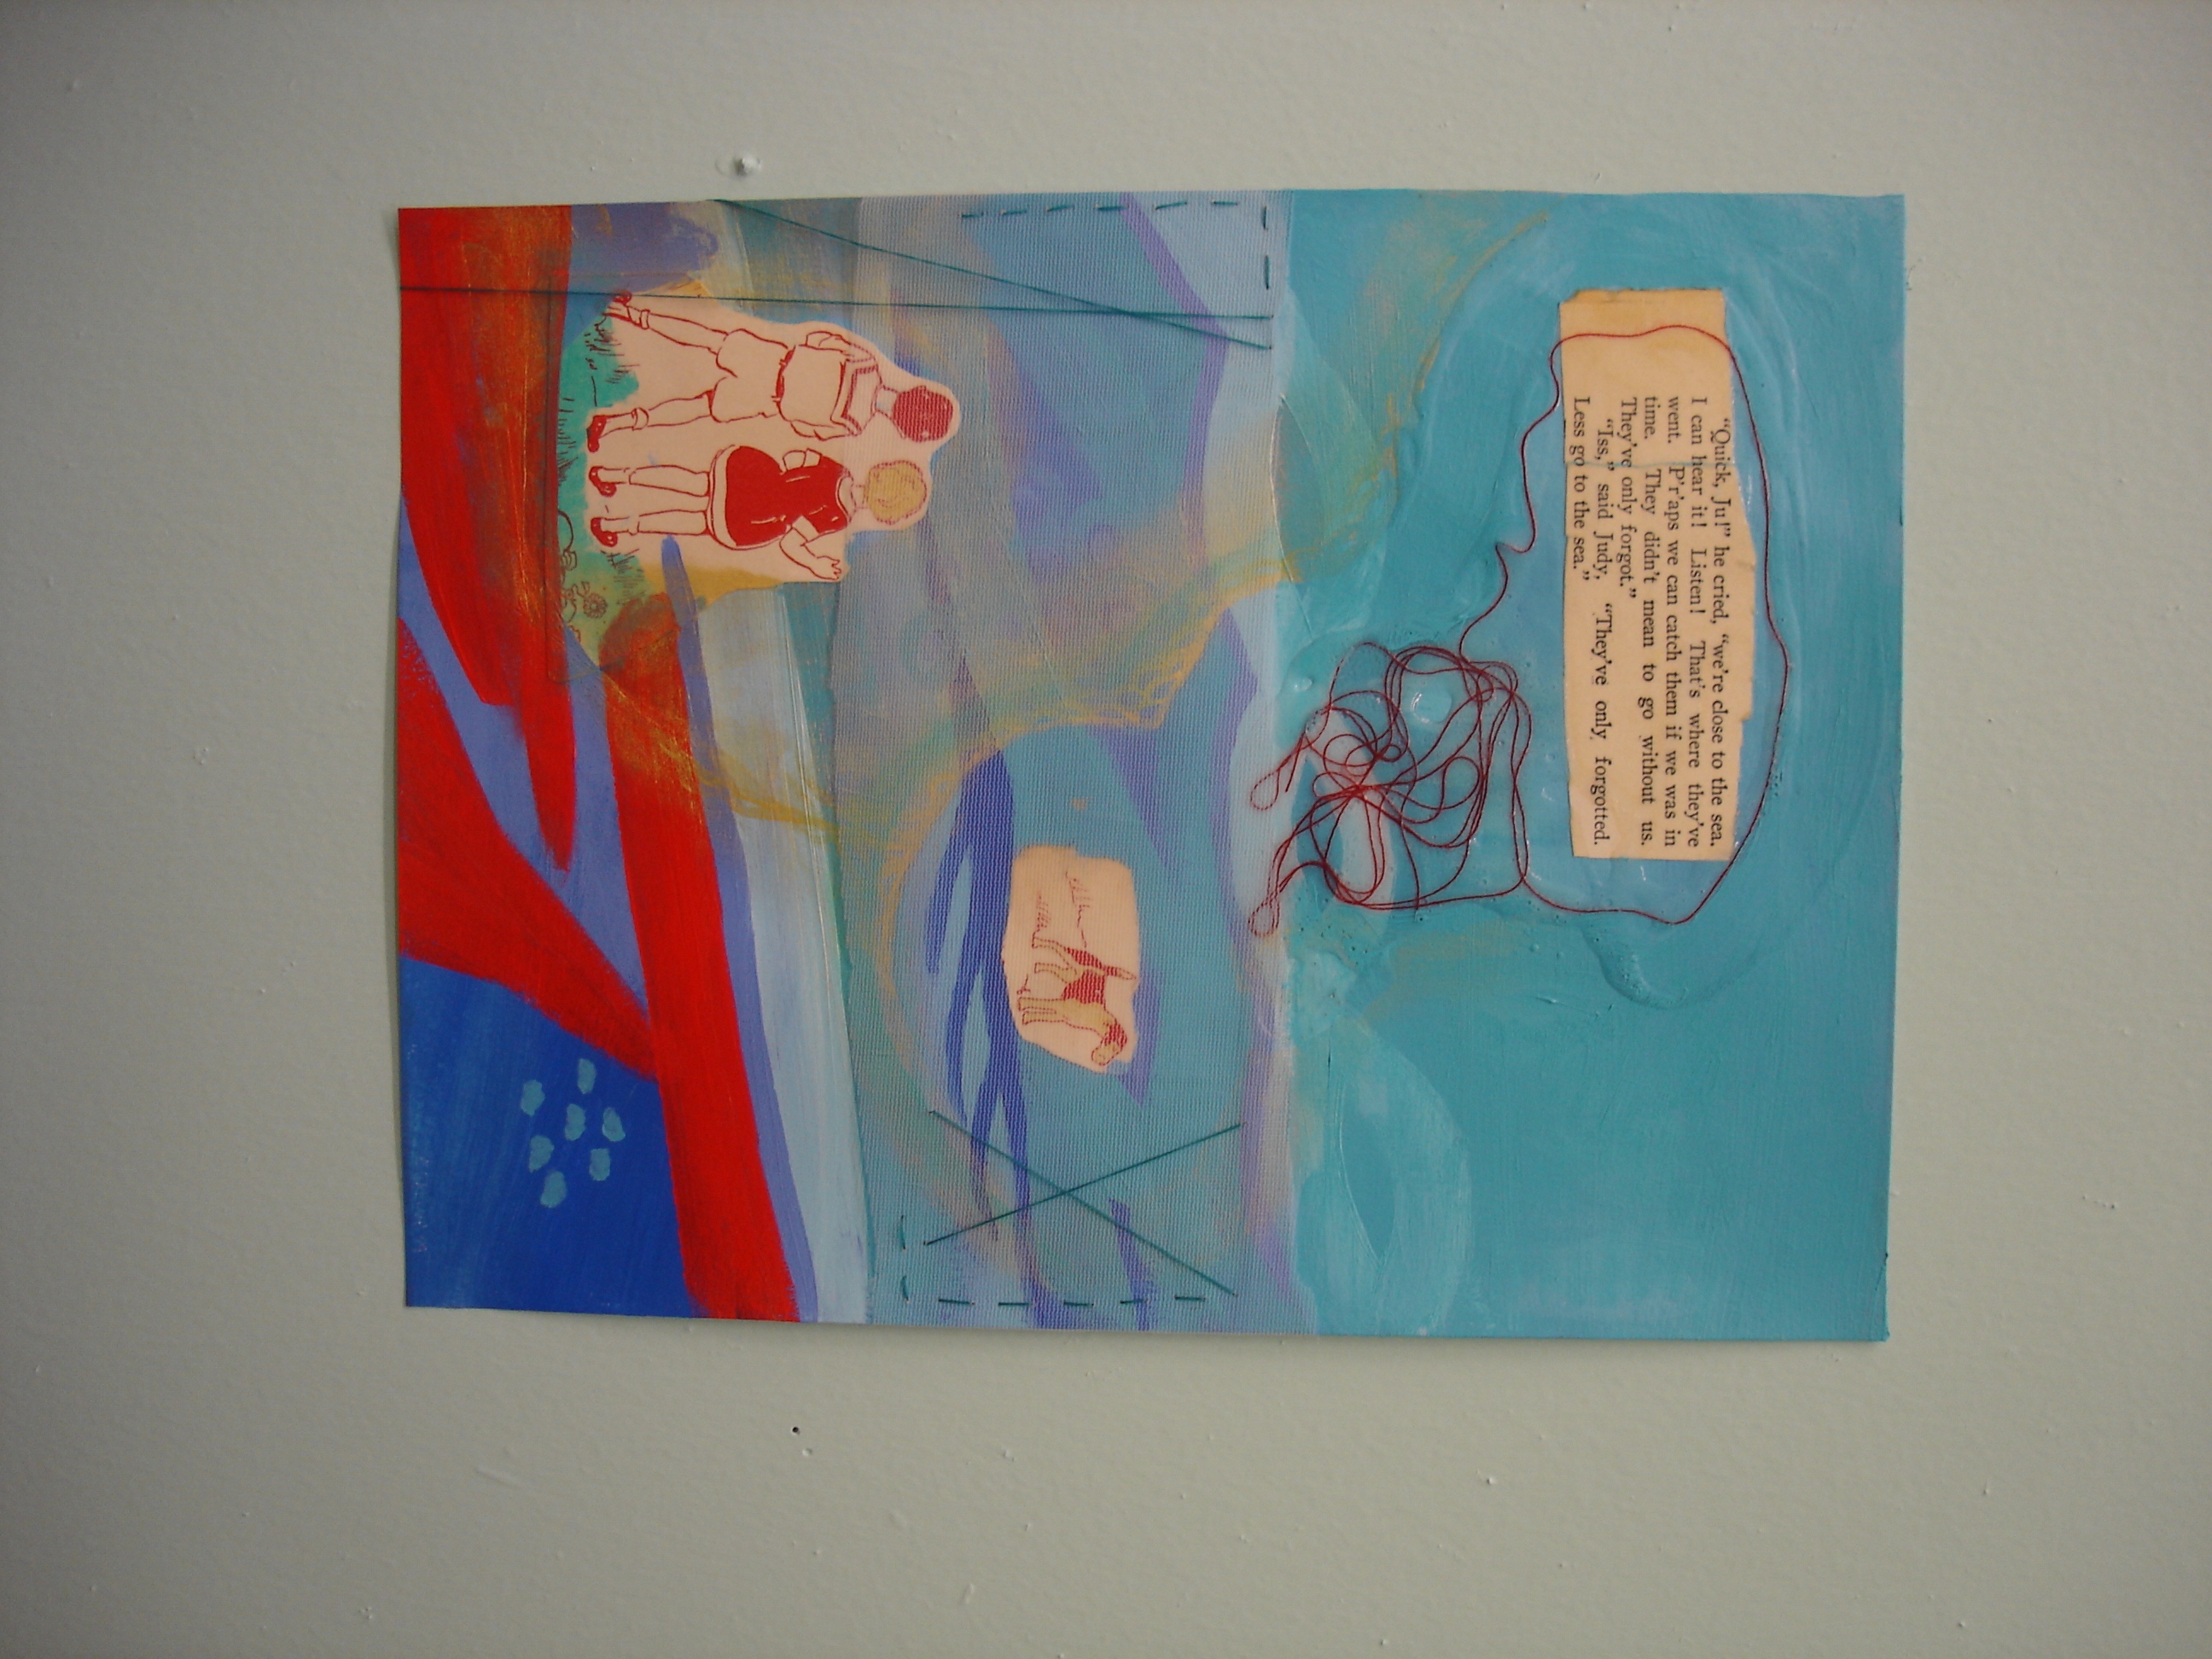 “Quick, Ju!” he cried, “we're close to the sea.
I can hear it! Listen! That's where they've
went. P'r'aps we can catch them if we was in
time. They didn't mean to go without us.
They've only forgot.”
“Iss,” said Judy, “They've only forgotted.
Less go to the sea.”